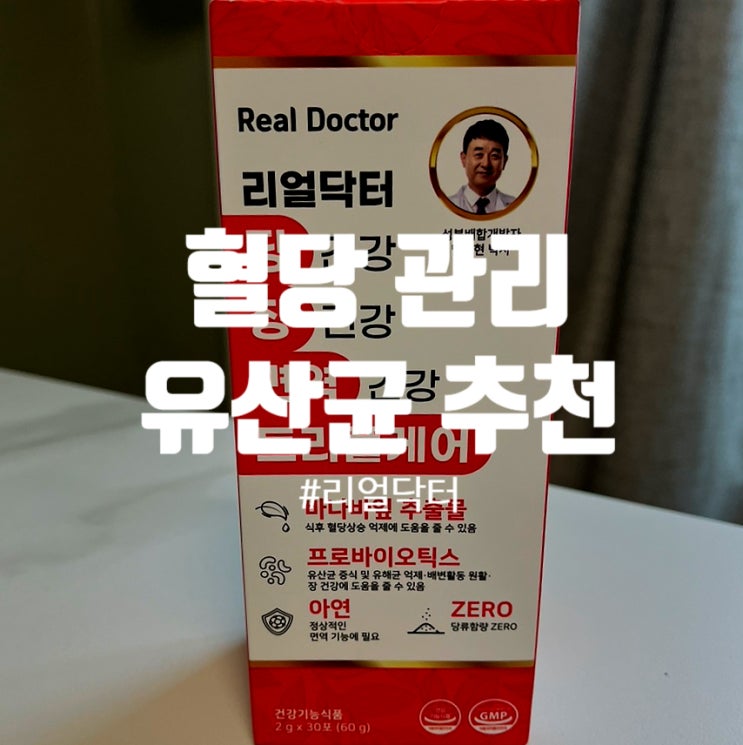 Real Doctor
리얼닥터
혈당 관리
건강
유산균 추천
#리얼닥터
바나바잎 추출물
식후 혈당상승 억제에 도움을 줄 수 있음
프로바이오틱스
유산균 증식 및 유해균 억제·배변활동 원활·
장 건강에 도움을 줄 수 있음
아연
정상적인
면역 기능에 필요
ZERO
당류함량 ZERO
건강기능식품
2 g x 30포 (60 g)
GMP